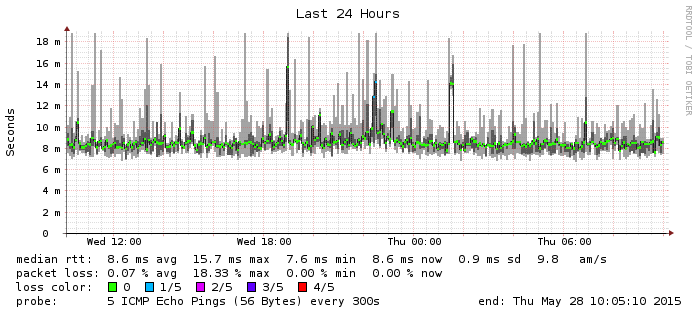 Last 24 Hours
RRDTOOL / TOBI OETIKER
Seconds
18 m
16 m
14 m
12 m
10 m
8 m
6 m
4 m
2 m
0
Wed 12:00 Wed 18:00 Thu 00:00 Thu 06:00
median rtt: 8.6 ms avg 15.7 ms max 7.6 ms min 8.6 ms now 0.9 ms sd 9.8 am/s
packet loss: 0.07 % avg 18.33 % max 0.00 % min 0.00 % now
loss color: 0 1/5 2/5 3/5 4/5
probe: 5 ICMP Echo Pings (56 Bytes) every 300s end: Thu May 28 10:05:10 2015